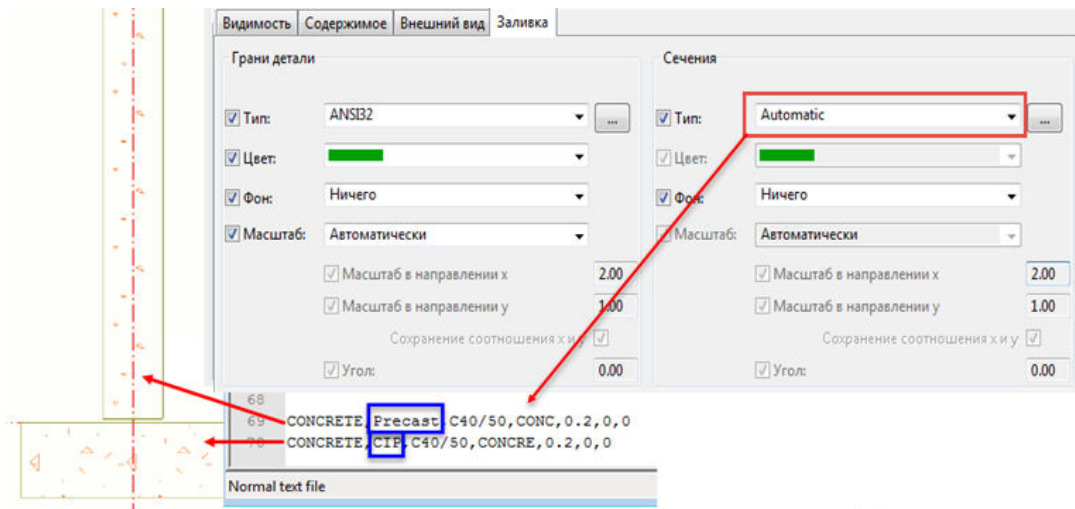 Видимость Содержимое Внешний вид Заливка
Грани детали Сечения
Тип: ANSI32 ... Тип: Automatic ...
Цвет: Цвет:
Фон: Ничего Фон: Ничего
Масштаб: Автоматически Масштаб: Автоматически
Масштаб в направлении x 2.00 Масштаб в направлении x 2.00
Масштаб в направлении y 1.00 Масштаб в направлении y 1.00
Сохранение соотношения x и y Сохранение соотношения x и y
Угол: 0.00 Угол: 0.00
68
69 CONCRETE,Precast,C40/50,CONC,0.2,0,0
70 CONCRETE,CIP,C40/50,CONCRE,0.2,0,0
Normal text file